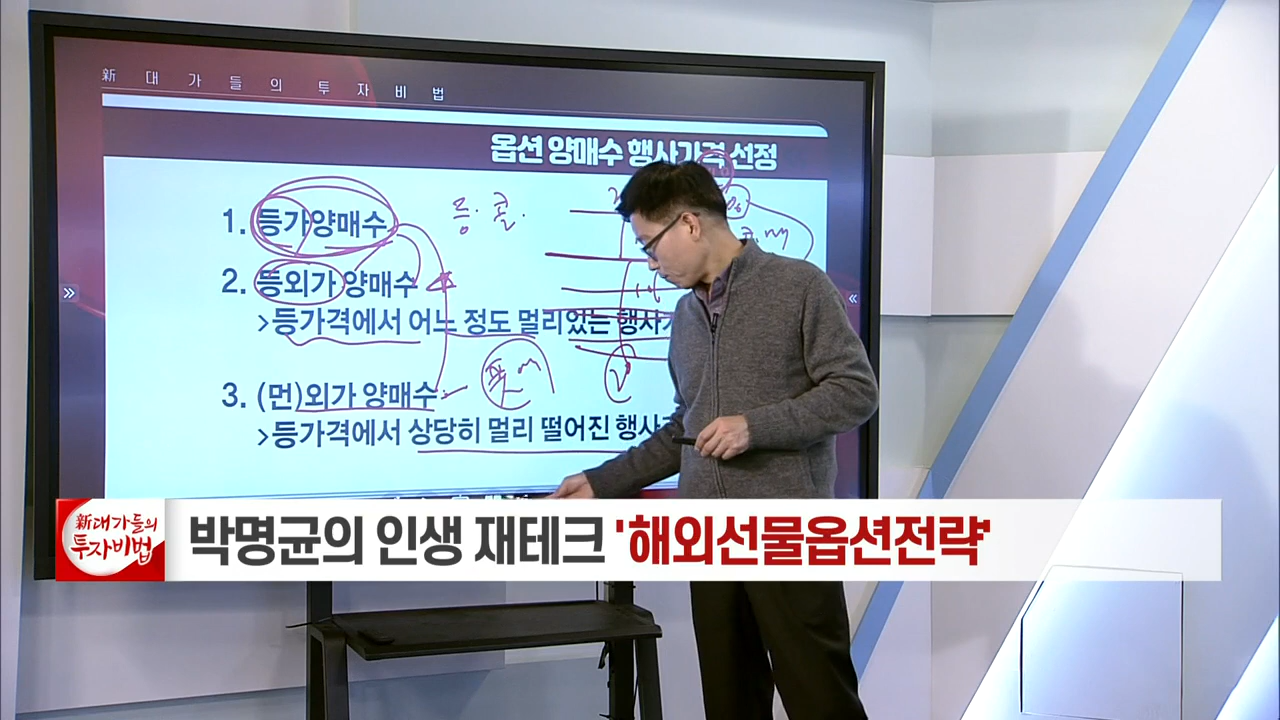 新대가들의 투자비법
옵션 양매수 행사가격 선정
1. 등가양매수
등. 콜.
2. 등외가 양매수
>등가격에서 어느 정도 멀리있는 행사
3. (먼)외가 양매수
>등가격에서 상당히 멀리 떨어진 행사
新대가들의
투자비법
박명균의 인생 재테크 '해외선물옵션전략'